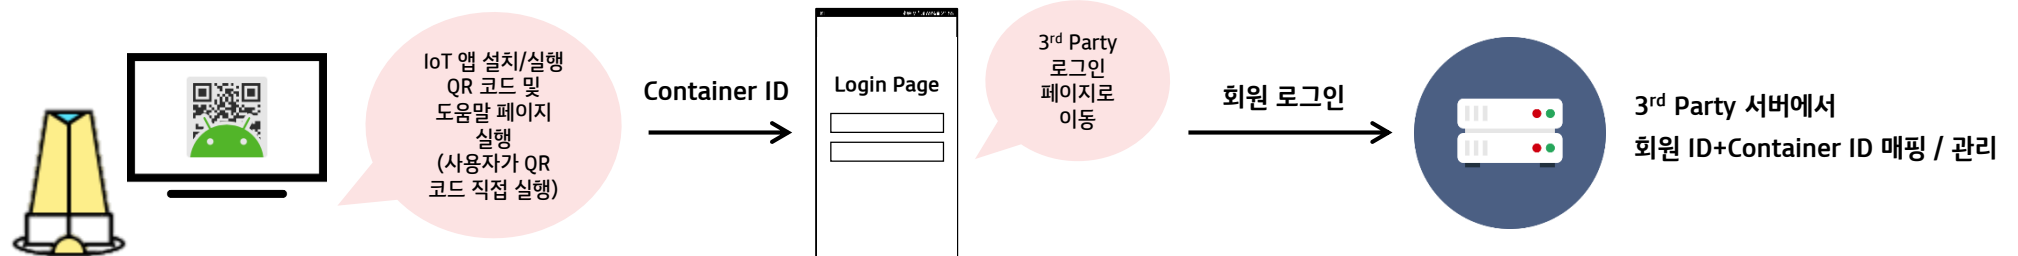 IoT 앱 설치/실행
QR 코드 및
도움말 페이지
실행
(사용자가 QR
코드 직접 실행)
Container ID
Login Page
3rd Party
로그인
페이지로
이동
회원 로그인
3rd Party 서버에서
회원 ID+Container ID 매핑 / 관리